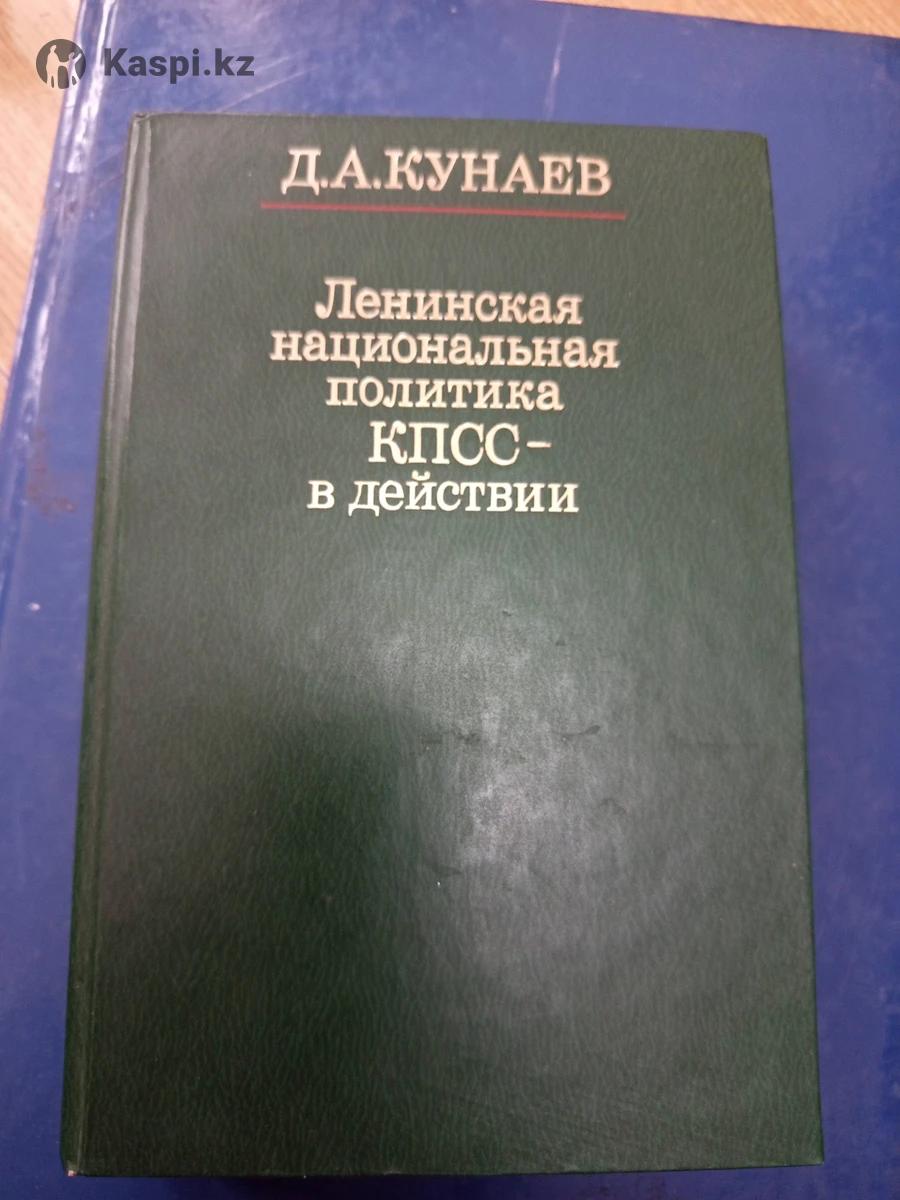 Kaspi.kz
Д.А.КУНАЕВ
Ленинская
национальная
политика
КПСС–
в действии